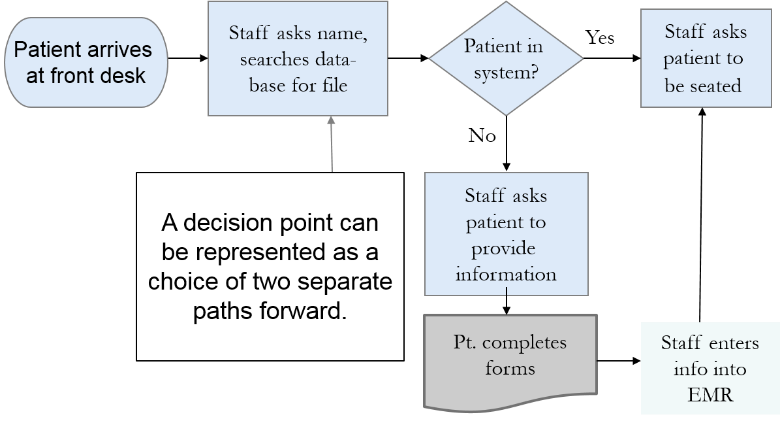 Patient arrives
at front desk
Staff asks name,
searches data-
base for file
Patient in
system?
Yes
Staff asks
patient to
be seated
No
A decision point can
be represented as a
choice of two separate
paths forward.
Staff asks
patient to
provide
information
Pt. completes
forms
Staff enters
info into
EMR